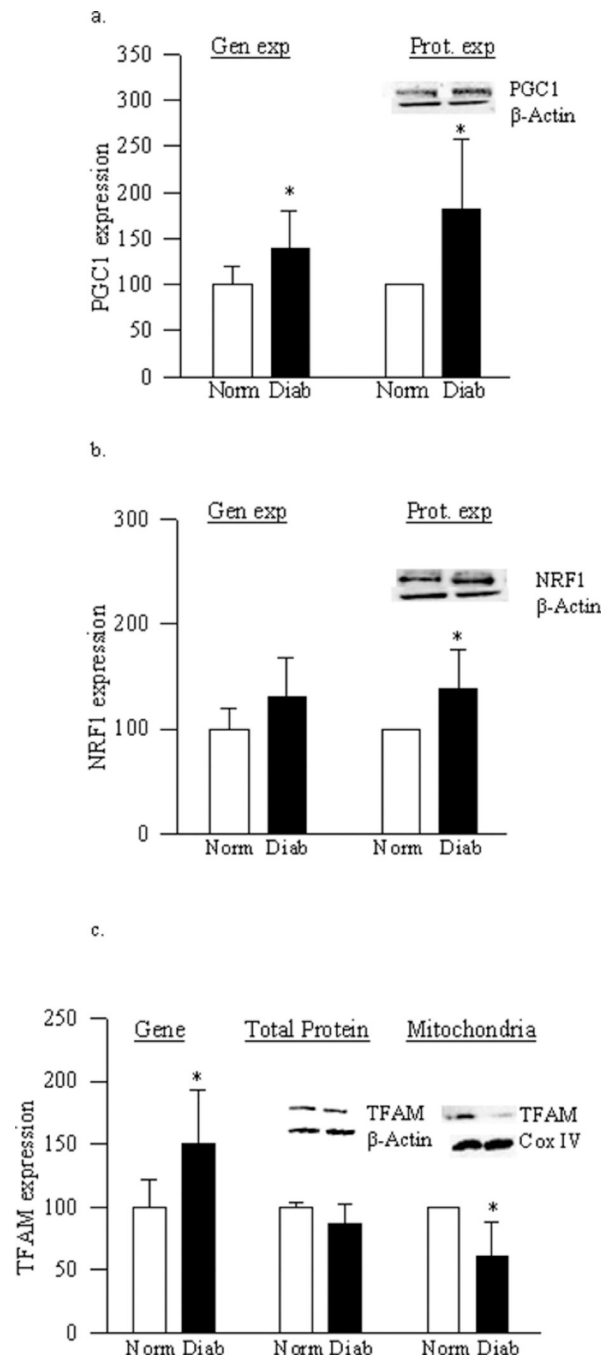 a.
Gen exp Prot. exp
PGC1
β-Actin
350
300
250
200
150
100
50
0
PGC1 expression
* *
Norm Diab Norm Diab
b.
Gen exp Prot. exp
NRF1
β-Actin
300
200
100
0
NRF1 expression
*
Norm Diab Norm Diab
c.
Gene Total Protein Mitochondria
TFAM TFAM
β-Actin Cox IV
250
200
150
100
50
0
TFAM expression
* *
Norm Diab Norm Diab Norm Diab